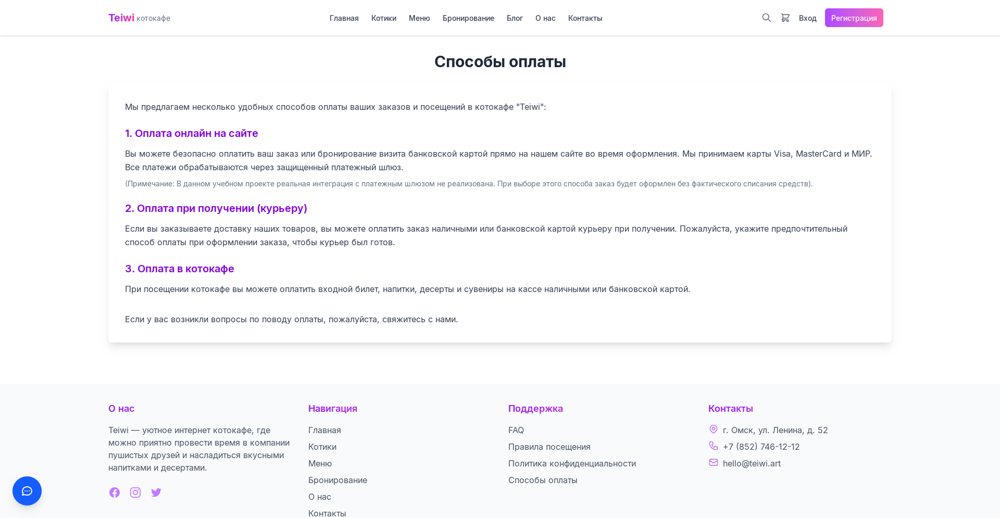 Teiwi котокафе
Главная
Котики
Меню
Бронирование
Блог
О нас
Контакты
Вход
Регистрация
Способы оплаты
Мы предлагаем несколько удобных способов оплаты ваших заказов и посещений в котокафе "Teiwi":
1. Оплата онлайн на сайте
Вы можете безопасно оплатить ваш заказ или бронирование визита банковской картой прямо на нашем сайте во время оформления. Мы принимаем карты Visa, MasterCard и МИР.
Все платежи обрабатываются через защищенный платежный шлюз.
(Примечание: В данном учебном проекте реальная интеграция с платежным шлюзом не реализована. При выборе этого способа заказ будет оформлен без фактического списания средств).
2. Оплата при получении (курьеру)
Если вы заказываете доставку наших товаров, вы можете оплатить заказ наличными или банковской картой курьеру при получении. Пожалуйста, укажите предпочтительный
способ оплаты при оформлении заказа, чтобы курьер был готов.
3. Оплата в котокафе
При посещении котокафе вы можете оплатить входной билет, напитки, десерты и сувениры на кассе наличными или банковской картой.
Если у вас возникли вопросы по поводу оплаты, пожалуйста, свяжитесь с нами.
О нас
Teiwi — уютное интернет котокафе, где
можно приятно провести время в компании
пушистых друзей и насладиться вкусными
напитками и десертами.
Навигация
Главная
Котики
Меню
Бронирование
О нас
Контакты
Поддержка
FAQ
Правила посещения
Политика конфиденциальности
Способы оплаты
Контакты
г. Омск, ул. Ленина, д. 52
+7 (852) 746-12-12
hello@teiwi.art